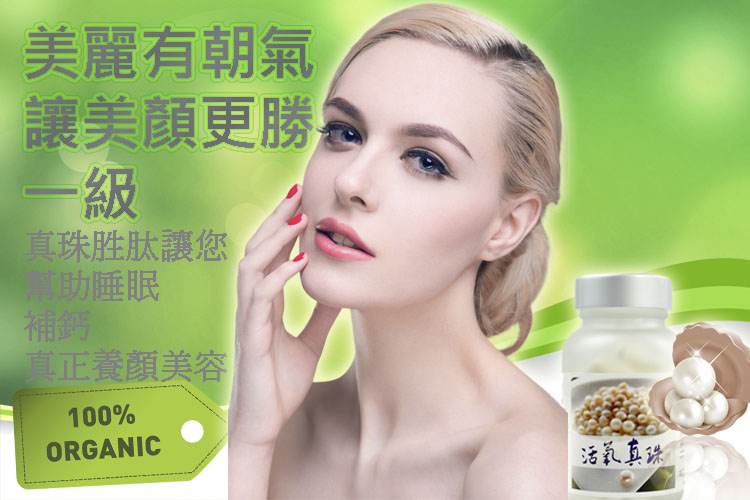 美麗有朝氣
讓美顏更勝
一級
真珠胜肽讓您
幫助睡眠
補鈣
真正養顏美容
100%
ORGANIC
活氣真珠